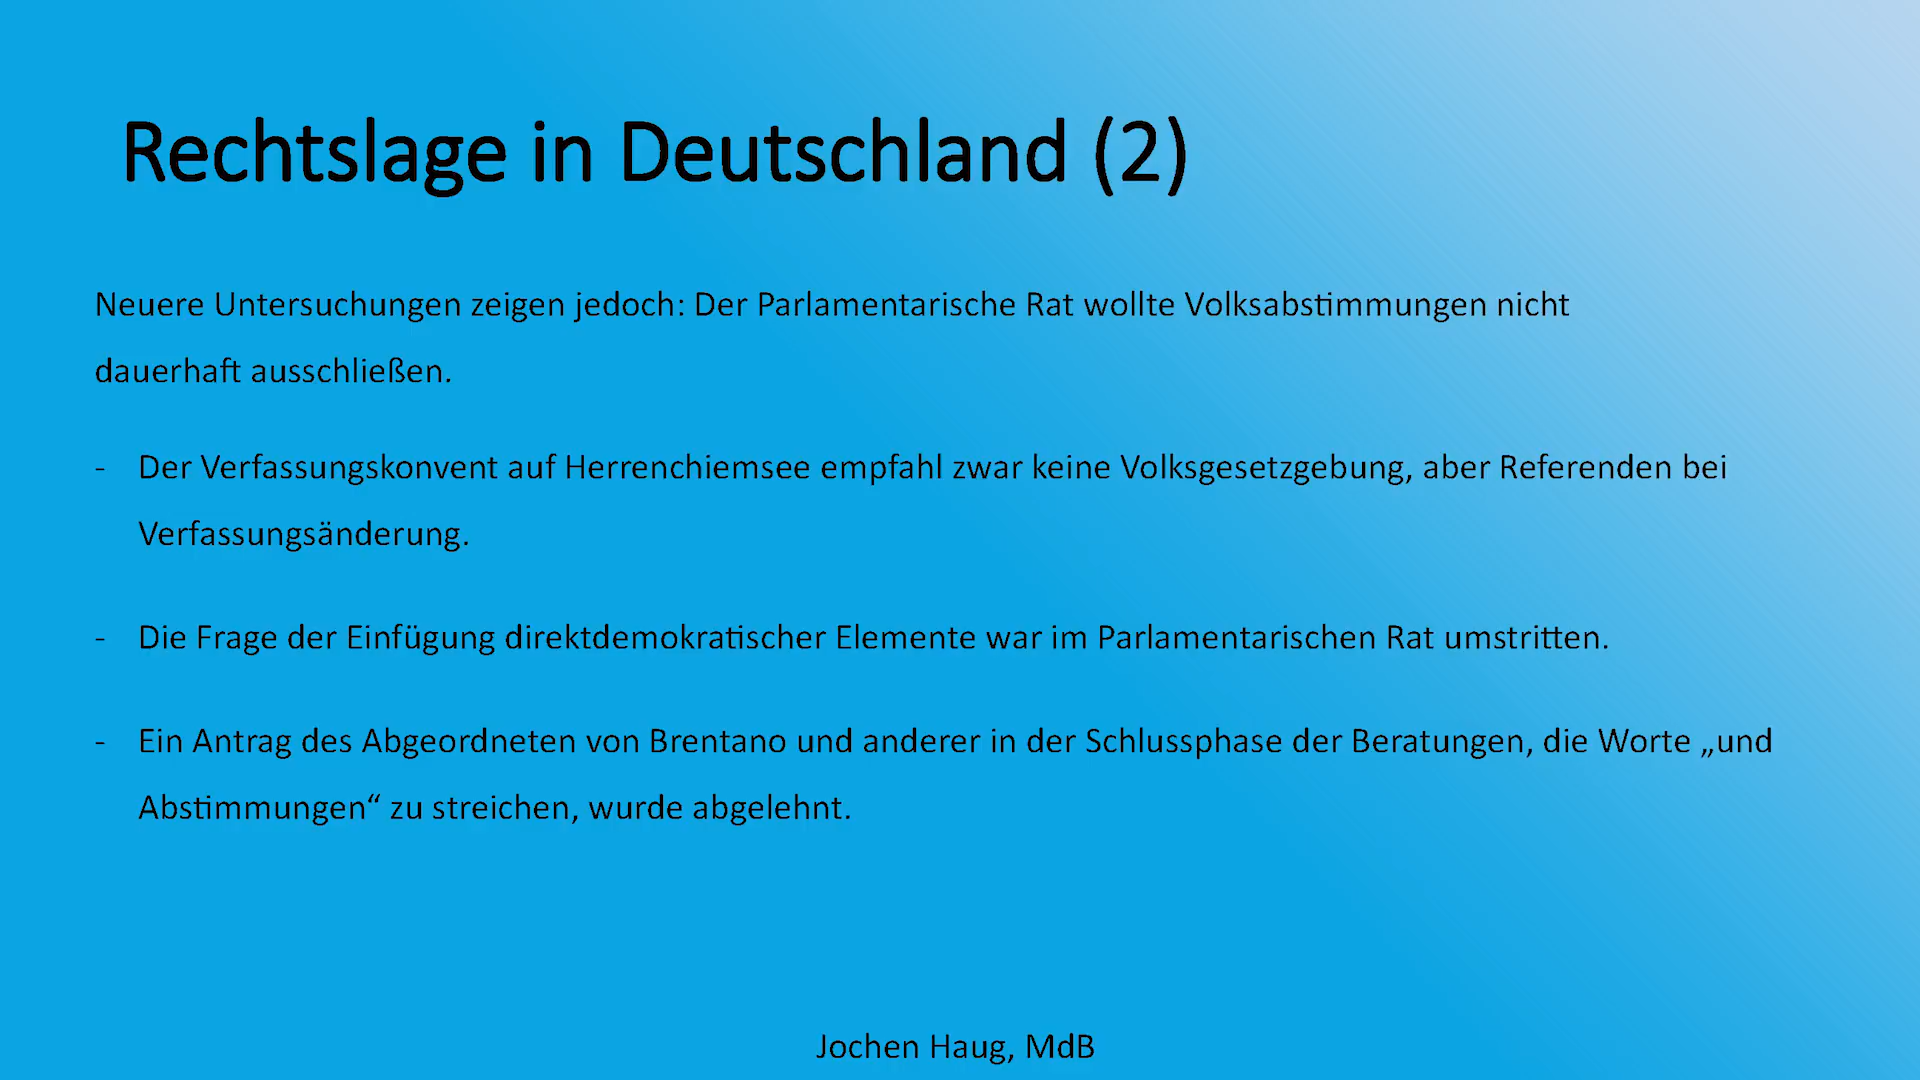 Rechtslage in Deutschland (2)
Neuere Untersuchungen zeigen jedoch: Der Parlamentarische Rat wollte Volksabstimmungen nicht
dauerhaft ausschließen.
- Der Verfassungskonvent auf Herrenchiemsee empfahl zwar keine Volksgesetzgebung, aber Referenden bei
Verfassungsänderung.
- Die Frage der Einfügung direktdemokratischer Elemente war im Parlamentarischen Rat umstritten.
- Ein Antrag des Abgeordneten von Brentano und anderer in der Schlussphase der Beratungen, die Worte „und
Abstimmungen“ zu streichen, wurde abgelehnt.
Jochen Haug, MdB